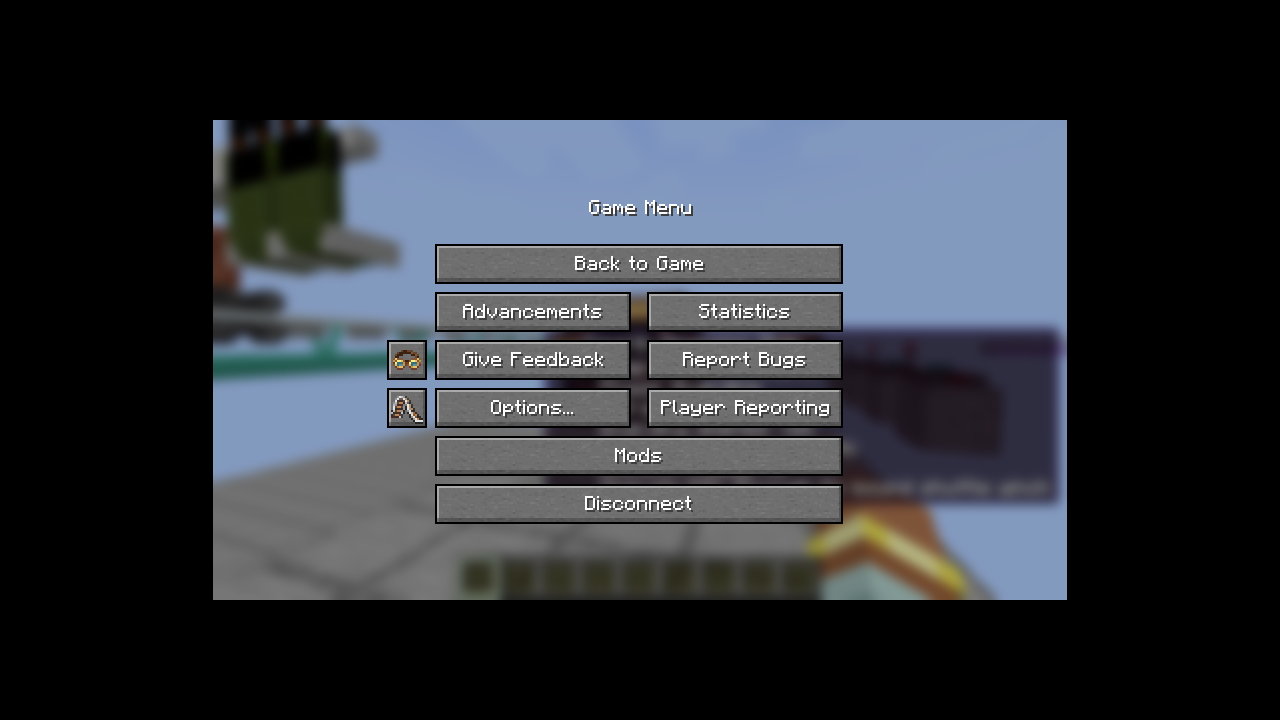 Game Menu
Back to Game
Advancements
Statistics
Give Feedback
Report Bugs
Options...
Player Reporting
Mods
Disconnect